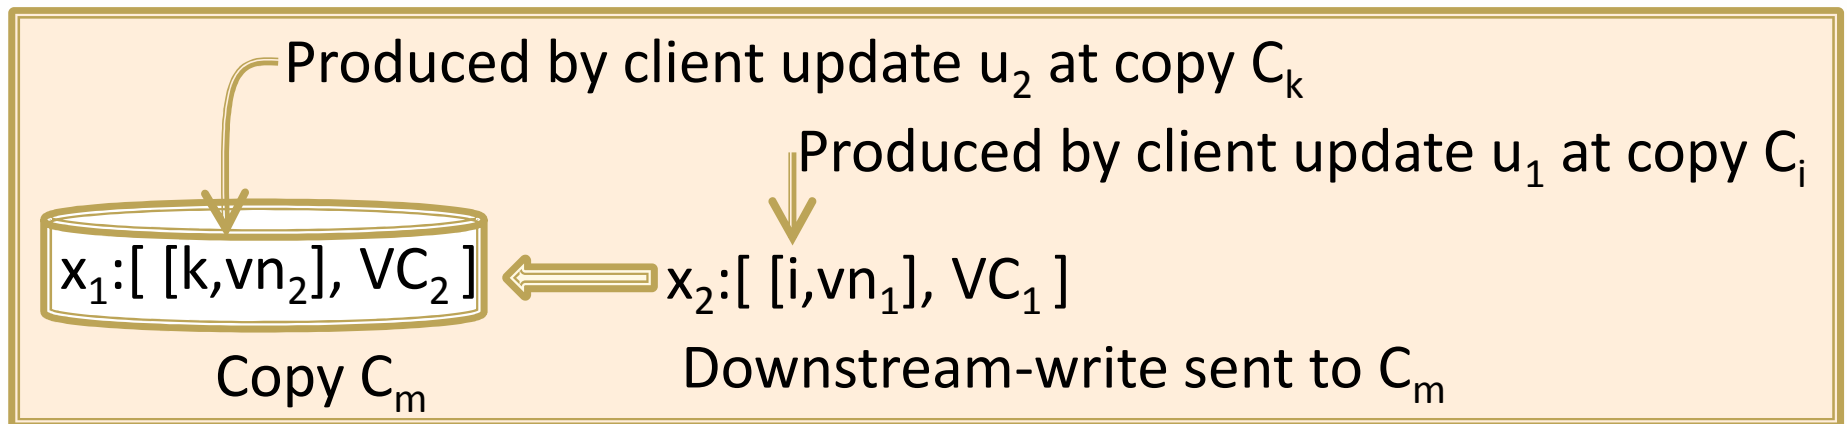 Produced by client update u₂ at copy Cₖ
Produced by client update u₁ at copy Cᵢ
x₁:[ [k,vn₂], VC₂ ]
x₂:[ [i,vn₁], VC₁ ]
Copy Cₘ
Downstream-write sent to Cₘ